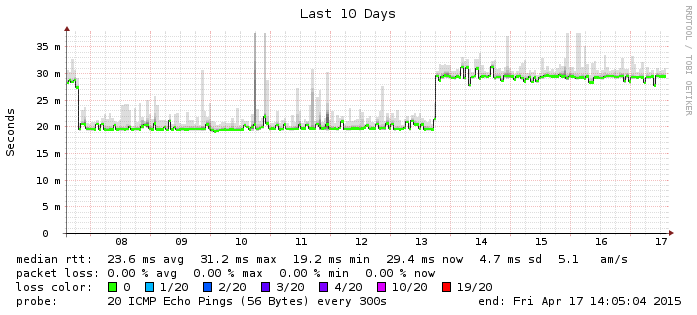 Last 10 Days
RRDTOOL / TOBI OETIKER
Seconds
35 m
30 m
25 m
20 m
15 m
10 m
5 m
0
08 09 10 11 12 13 14 15 16 17
median rtt: 23.6 ms avg 31.2 ms max 19.2 ms min 29.4 ms now 4.7 ms sd 5.1 am/s
packet loss: 0.00 % avg 0.00 % max 0.00 % min 0.00 % now
loss color: 0 1/20 2/20 3/20 4/20 10/20 19/20
probe: 20 ICMP Echo Pings (56 Bytes) every 300s end: Fri Apr 17 14:05:04 2015